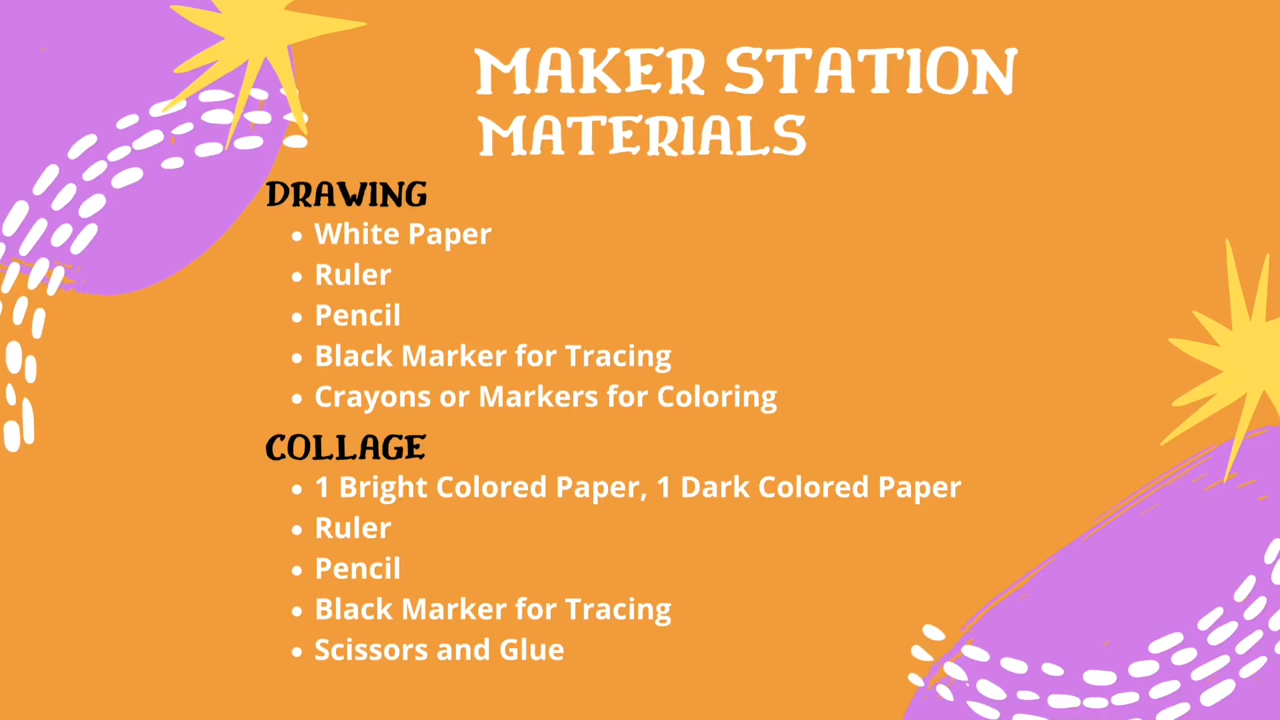 MAKER STATION
MATERIALS
DRAWING
• White Paper
• Ruler
• Pencil
• Black Marker for Tracing
• Crayons or Markers for Coloring
COLLAGE
• 1 Bright Colored Paper, 1 Dark Colored Paper
• Ruler
• Pencil
• Black Marker for Tracing
• Scissors and Glue